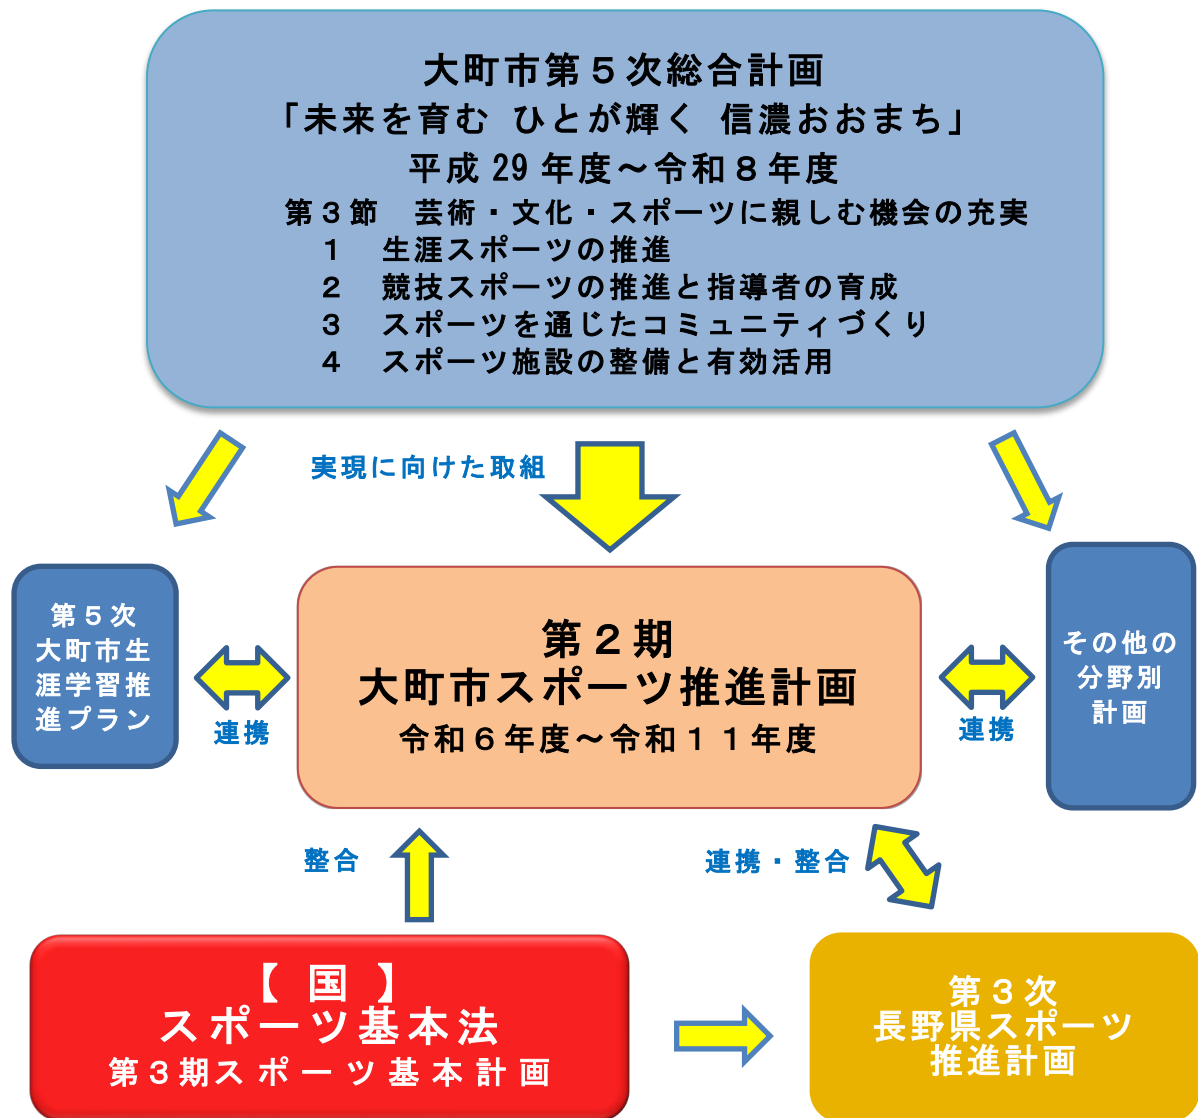 大町市第５次総合計画
「未来を育む ひとが輝く 信濃おおまち」
平成29年度～令和８年度
第３節　芸術・文化・スポーツに親しむ機会の充実
１　生涯スポーツの推進
２　競技スポーツの推進と指導者の育成
３　スポーツを通じたコミュニティづくり
４　スポーツ施設の整備と有効活用
実現に向けた取組
第５次
大町市生
涯学習推
進プラン
連携
第２期
大町市スポーツ推進計画
令和６年度～令和１１年度
連携
その他の
分野別
計画
整合
連携・整合
【 国 】
スポーツ基本法
第３期スポーツ基本計画
第３次
長野県スポーツ
推進計画